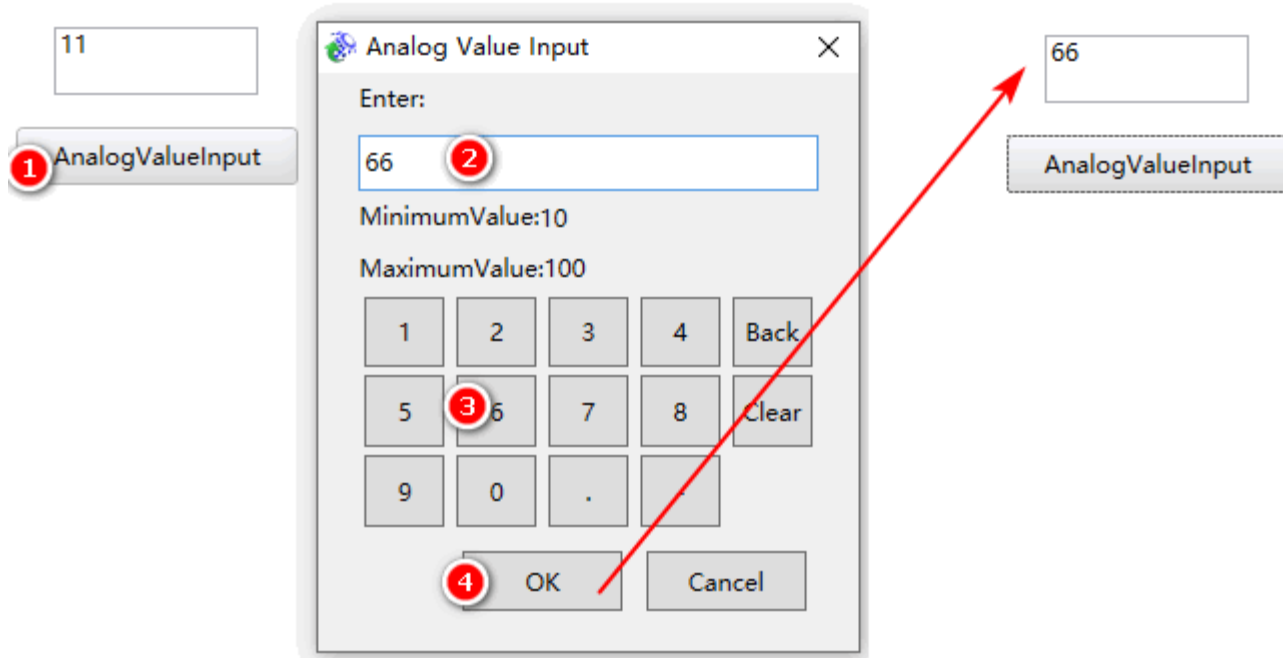 11
AnalogValueInput
1
Analog Value Input
Enter:
66
2
MinimumValue:10
MaximumValue:100
1 2 3 4 Back
5 3 6 7 8 Clear
9 0 . -
4 OK Cancel
66
AnalogValueInput